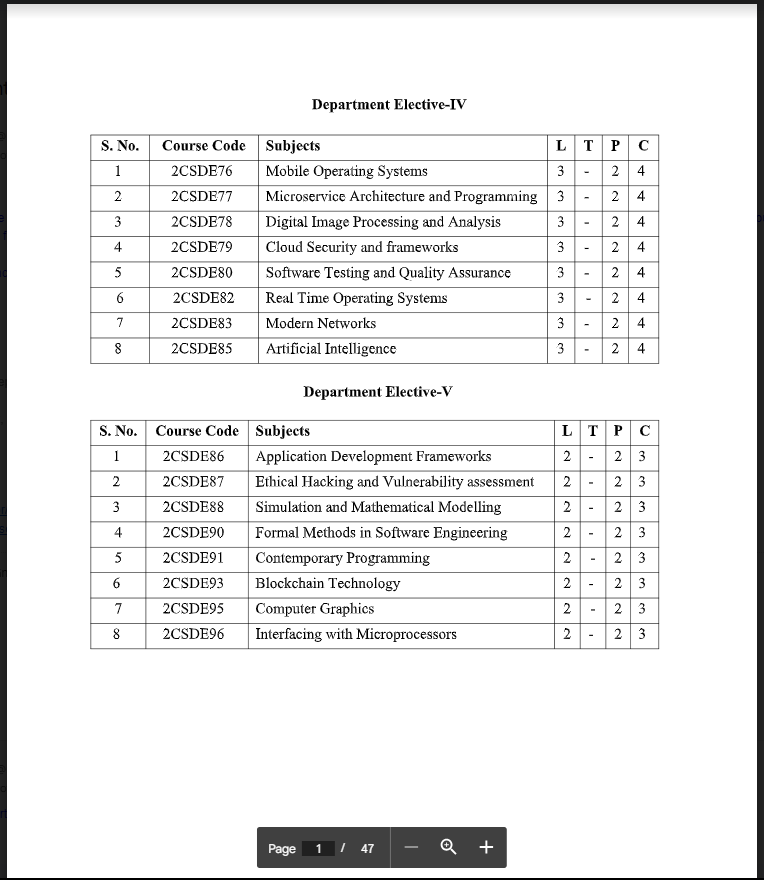 Department Elective-IV
S. No. Course Code Subjects L T P C
1 2CSDE76 Mobile Operating Systems 3 - 2 4
2 2CSDE77 Microservice Architecture and Programming 3 - 2 4
3 2CSDE78 Digital Image Processing and Analysis 3 - 2 4
4 2CSDE79 Cloud Security and frameworks 3 - 2 4
5 2CSDE80 Software Testing and Quality Assurance 3 - 2 4
6 2CSDE82 Real Time Operating Systems 3 - 2 4
7 2CSDE83 Modern Networks 3 - 2 4
8 2CSDE85 Artificial Intelligence 3 - 2 4
Department Elective-V
S. No. Course Code Subjects L T P C
1 2CSDE86 Application Development Frameworks 2 - 2 3
2 2CSDE87 Ethical Hacking and Vulnerability assessment 2 - 2 3
3 2CSDE88 Simulation and Mathematical Modelling 2 - 2 3
4 2CSDE90 Formal Methods in Software Engineering 2 - 2 3
5 2CSDE91 Contemporary Programming 2 - 2 3
6 2CSDE93 Blockchain Technology 2 - 2 3
7 2CSDE95 Computer Graphics 2 - 2 3
8 2CSDE96 Interfacing with Microprocessors 2 - 2 3
Page 1 / 47